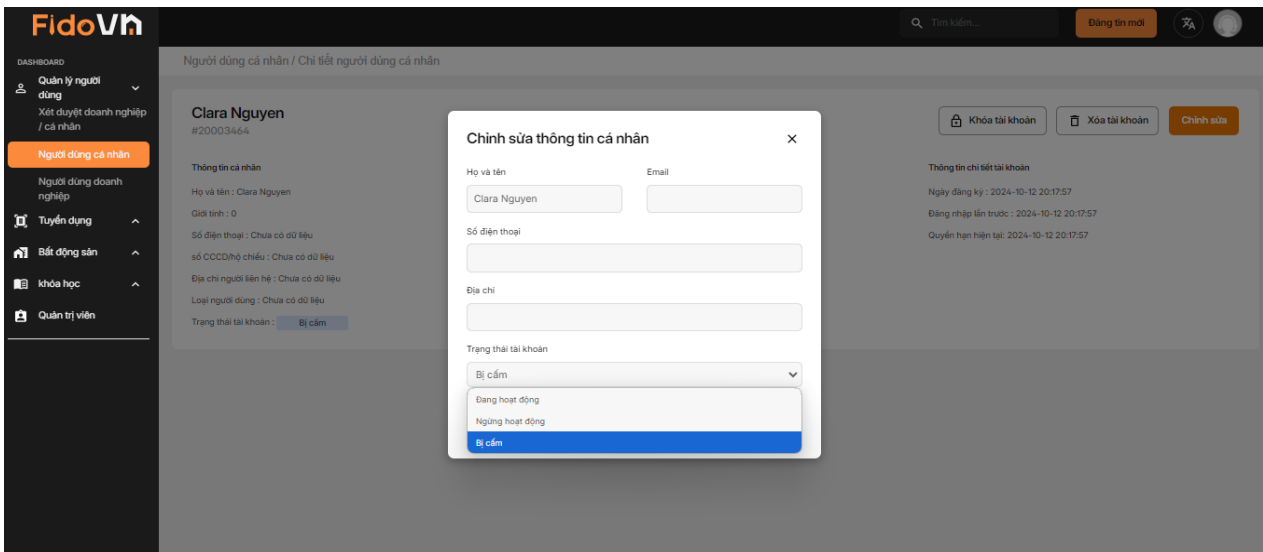 FidoVn
Tìm kiếm...
Đăng tin mới
DASHBOARD
Quản lý người
dùng
Xét duyệt doanh nghiệp
/ cá nhân
Người dùng cá nhân
Người dùng doanh
nghiệp
Tuyển dụng
Bất động sản
khóa học
Quản trị viên
Người dùng cá nhân / Chi tiết người dùng cá nhân
Clara Nguyen
#20003464
Khóa tài khoản
Xóa tài khoản
Chỉnh sửa
Thông tin cá nhân
Họ và tên : Clara Nguyen
Giới tính : 0
Số điện thoại : Chưa có dữ liệu
số CCCD/hộ chiếu : Chưa có dữ liệu
Địa chỉ người liên hệ : Chưa có dữ liệu
Loại người dùng : Chưa có dữ liệu
Trạng thái tài khoản : Bị cấm
Chỉnh sửa thông tin cá nhân
Họ và tên
Email
Clara Nguyen
Số điện thoại
Địa chỉ
Trạng thái tài khoản
Bị cấm
Đang hoạt động
Ngừng hoạt động
Bị cấm
Thông tin chi tiết tài khoản
Ngày đăng ký : 2024-10-12 20:17:57
Đăng nhập lần trước : 2024-10-12 20:17:57
Quyền hạn hiện tại: 2024-10-12 20:17:57